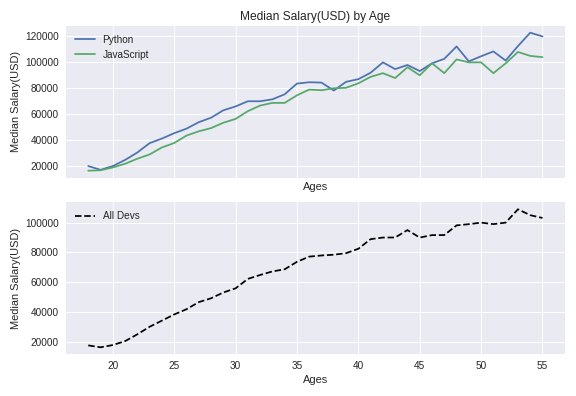 Median Salary(USD) by Age
Median Salary(USD)
120000
100000
80000
60000
40000
20000
Python
JavaScript
Ages
Median Salary(USD)
100000
80000
60000
40000
20000
All Devs
20 25 30 35 40 45 50 55
Ages